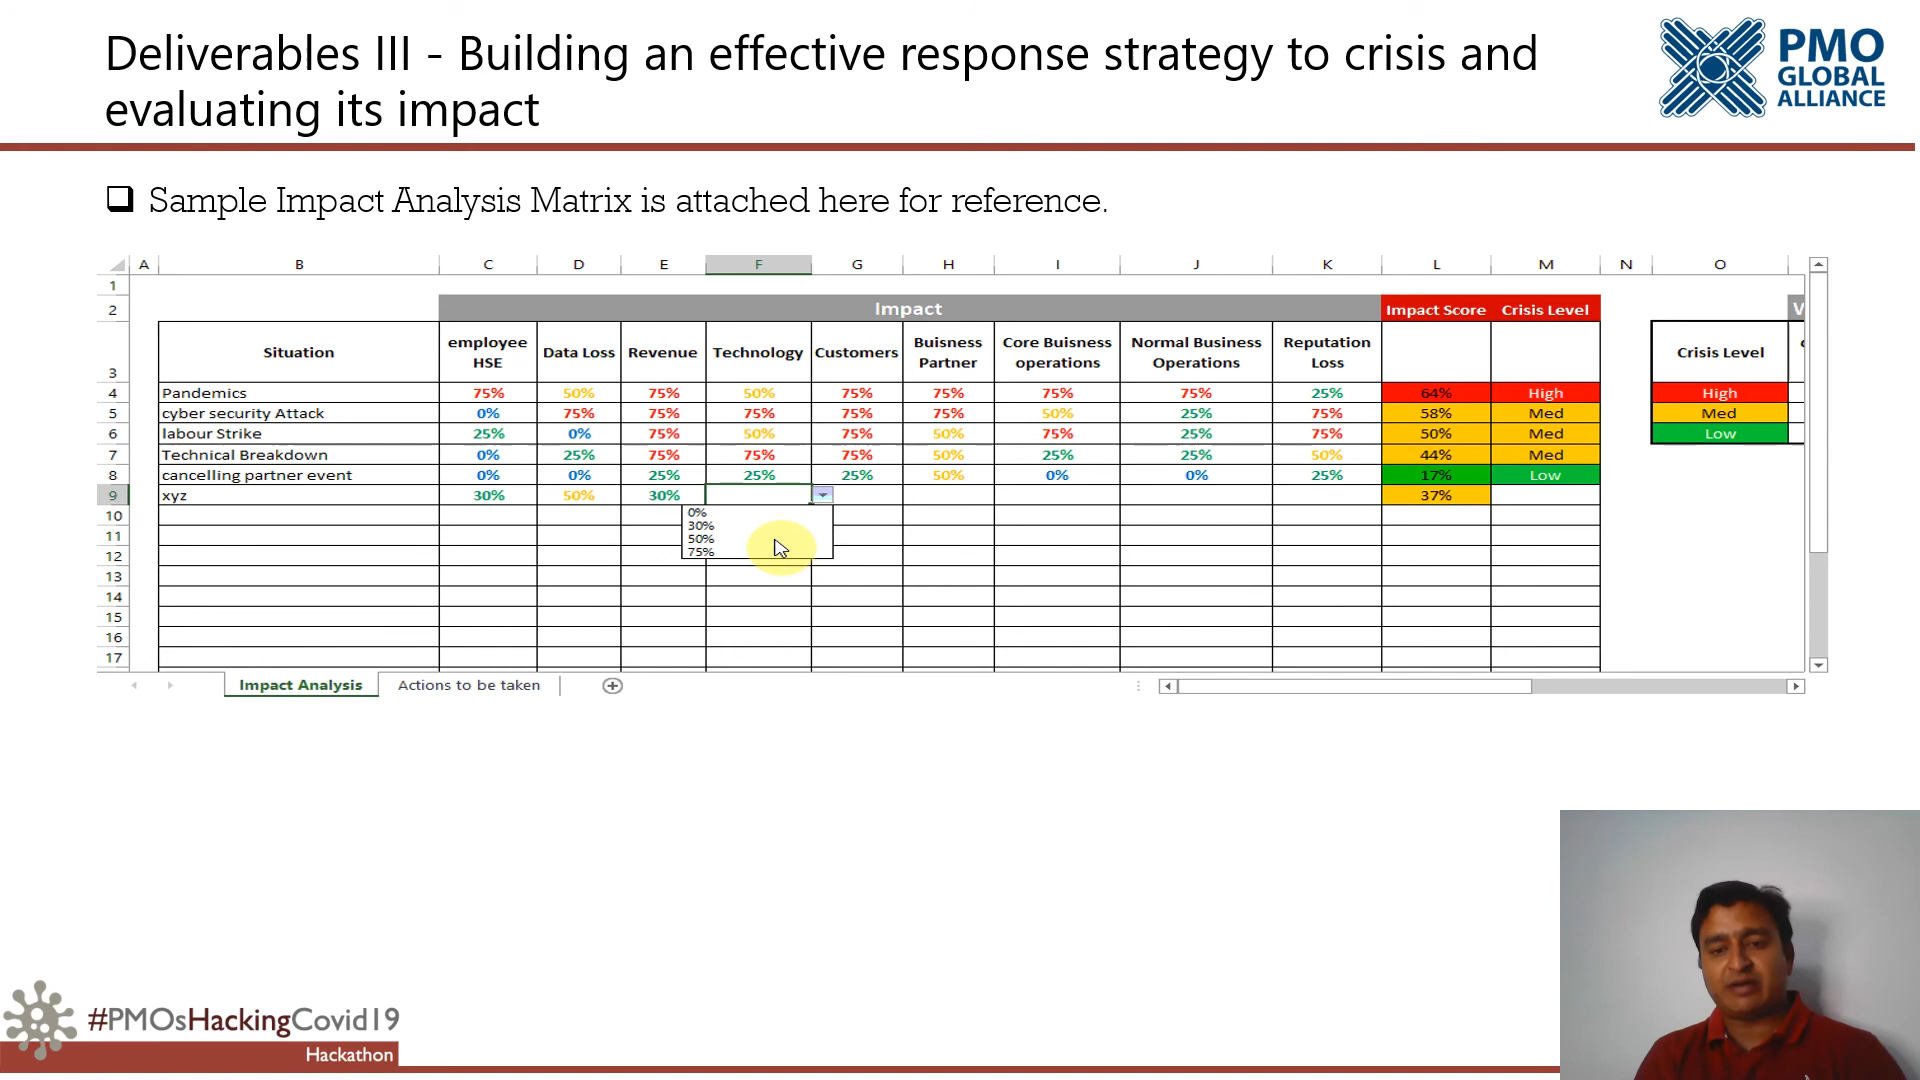 Deliverables III - Building an effective response strategy to crisis and
evaluating its impact
PMO
GLOBAL
ALLIANCE
Sample Impact Analysis Matrix is attached here for reference.
A B C D E F G H I J K L M N O
1
2 Impact Impact Score Crisis Level V
3 Situation employee HSE Data Loss Revenue Technology Customers Buisness Partner Core Buisness operations Normal Business Operations Reputation Loss Crisis Level
4 Pandemics 75% 50% 75% 50% 75% 75% 75% 75% 25% 64% High High
5 cyber security Attack 0% 75% 75% 75% 75% 75% 50% 25% 75% 58% Med Med
6 labour Strike 25% 0% 75% 50% 75% 50% 75% 25% 75% 50% Med Low
7 Technical Breakdown 0% 25% 75% 75% 75% 50% 25% 25% 50% 44% Med
8 cancelling partner event 0% 0% 25% 25% 25% 50% 0% 0% 25% 17% Low
9 xyz 30% 50% 30% 37%
0%
30%
50%
75%
10
11
12
13
14
15
16
17
Impact Analysis Actions to be taken
#PMOsHackingCovid19
Hackathon